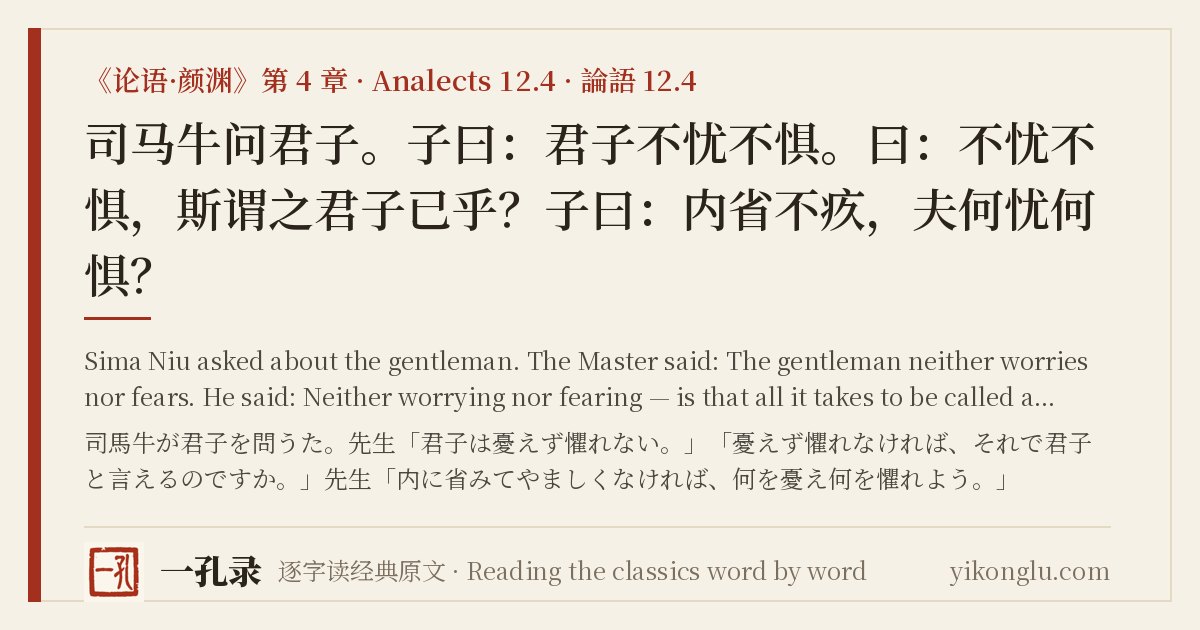 《论语·颜渊》第 4 章 · Analects 12.4 · 論語 12.4
司马牛问君子。子曰：君子不忧不惧。曰：不忧不
惧，斯谓之君子已乎？子曰：内省不疚，夫何忧何
惧？
Sima Niu asked about the gentleman. The Master said: The gentleman neither worries
nor fears. He said: Neither worrying nor fearing — is that all it takes to be called a…
司馬牛が君子を問うた。先生「君子は憂えず懼れない。」「憂えず懼れなければ、それで君子
と言えるのですか。」先生「内に省みてやましくなければ、何を憂え何を懼れよう。」
一孔
一孔录 逐字读经典原文 · Reading the classics word by word yikonglu.com